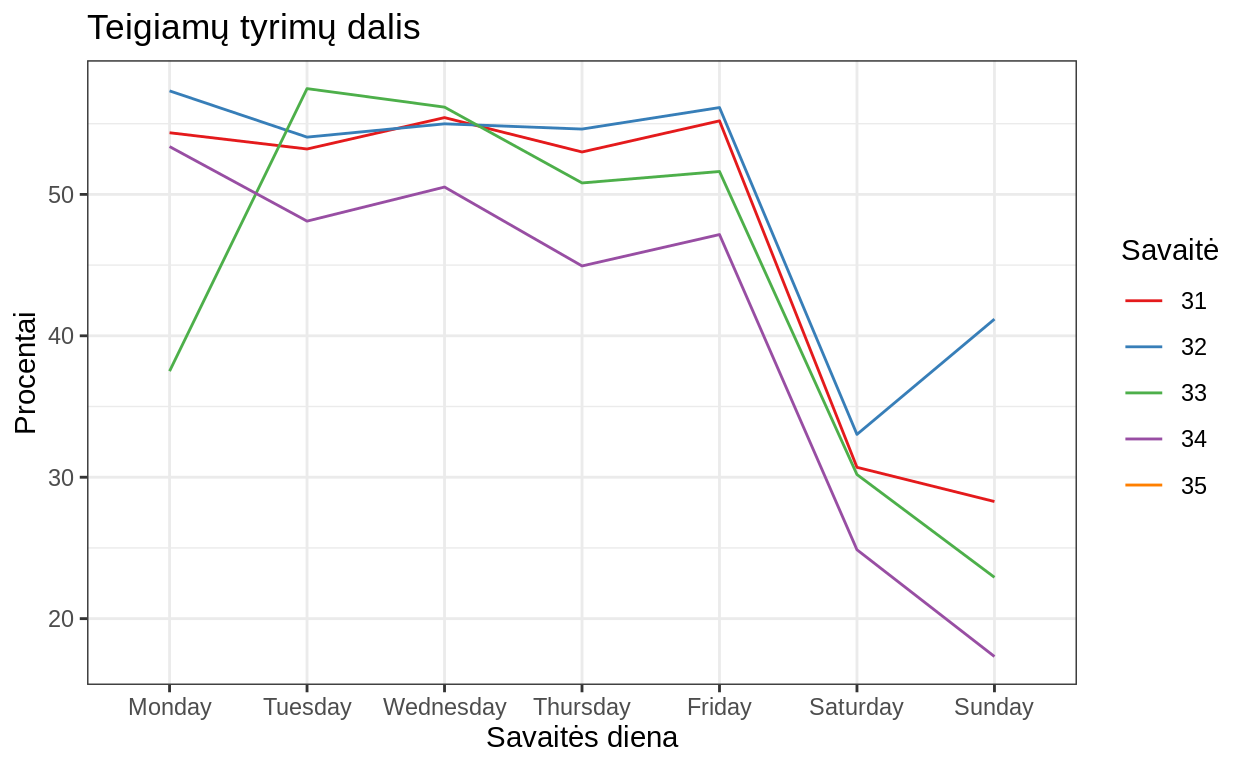 Teigiamų tyrimų dalis
Procentai
50
40
30
20
Monday Tuesday Wednesday Thursday Friday Saturday Sunday
Savaitės diena
Savaitė
31
32
33
34
35